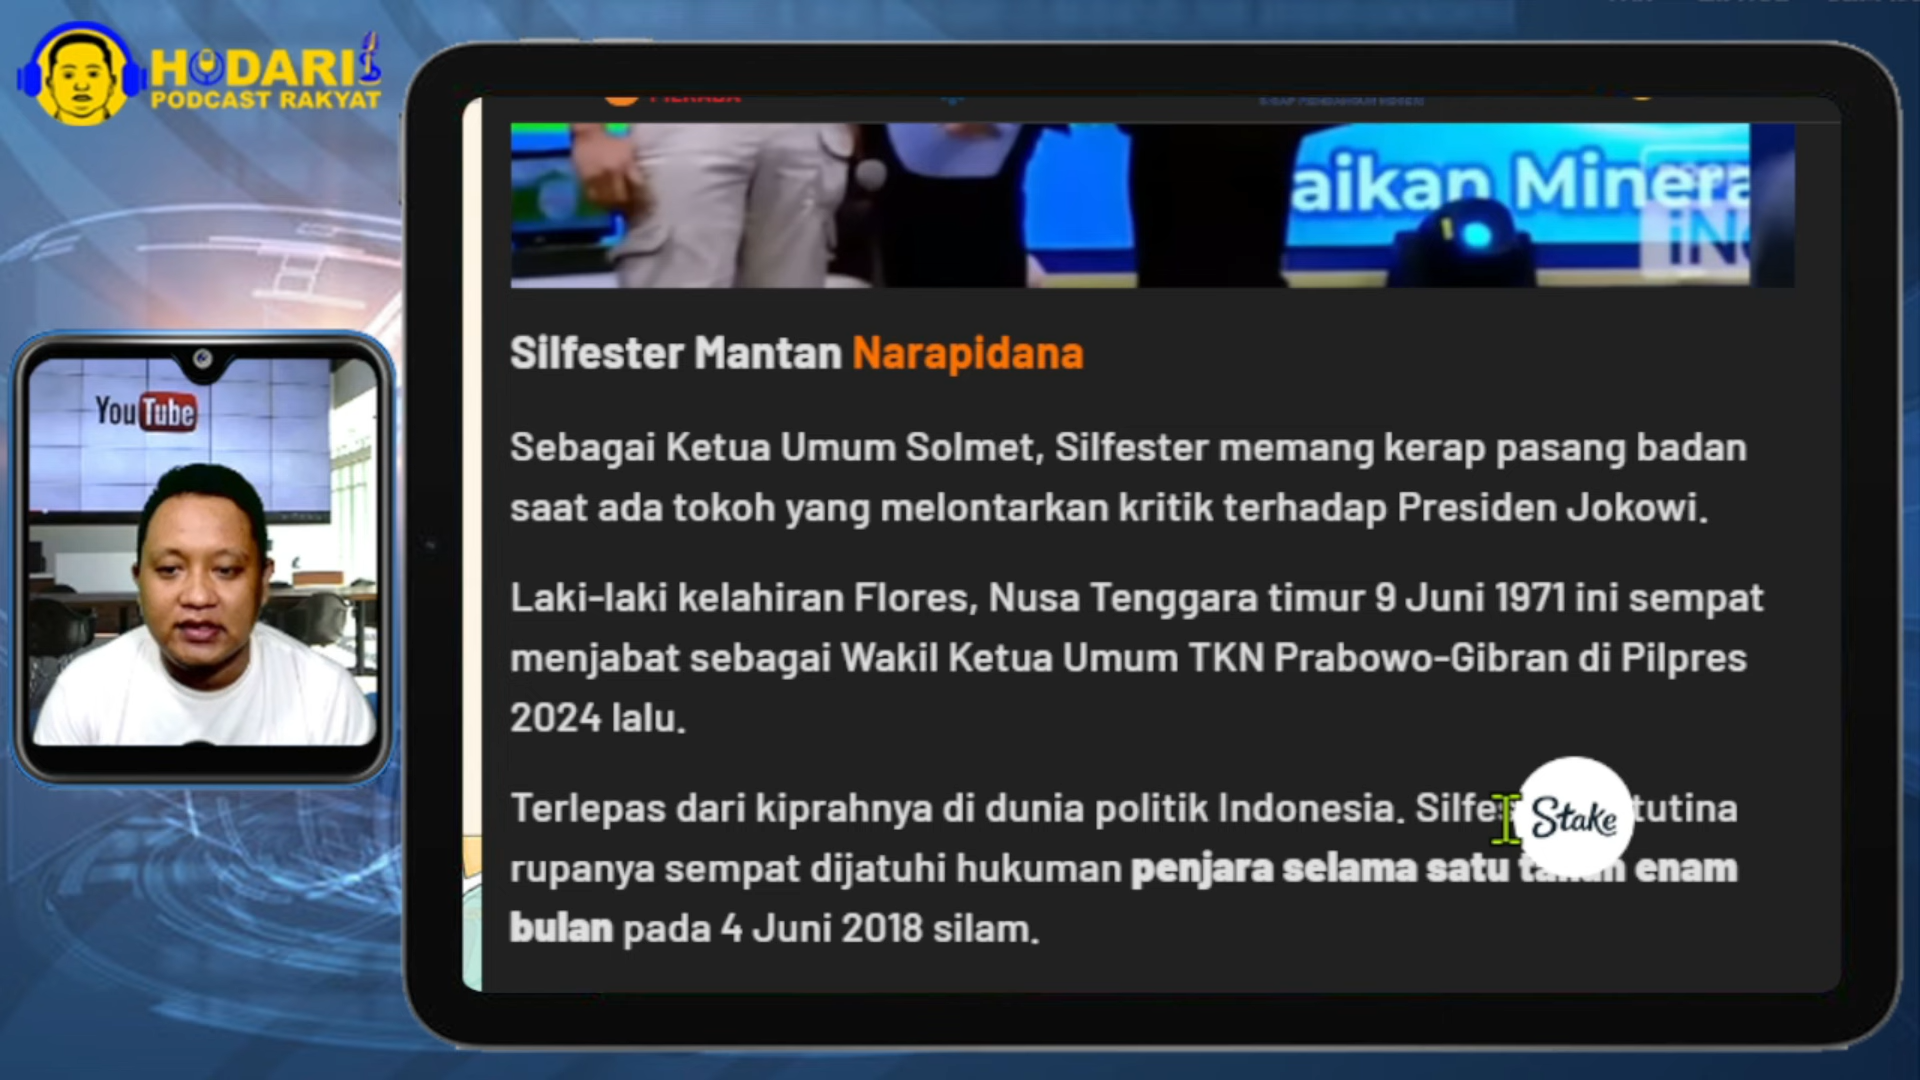 HODARI
PODCAST RAKYAT
aikan Minera
YouTube
Silfester Mantan Narapidana
Sebagai Ketua Umum Solmet, Silfester memang kerap pasang badan
saat ada tokoh yang melontarkan kritik terhadap Presiden Jokowi.
Laki-laki kelahiran Flores, Nusa Tenggara timur 9 Juni 1971 ini sempat
menjabat sebagai Wakil Ketua Umum TKN Prabowo-Gibran di Pilpres
2024 lalu.
Terlepas dari kiprahnya di dunia politik Indonesia. Silfes tutina
Stake
rupanya sempat dijatuhi hukuman penjara selama satu tahun enam
bulan pada 4 Juni 2018 silam.